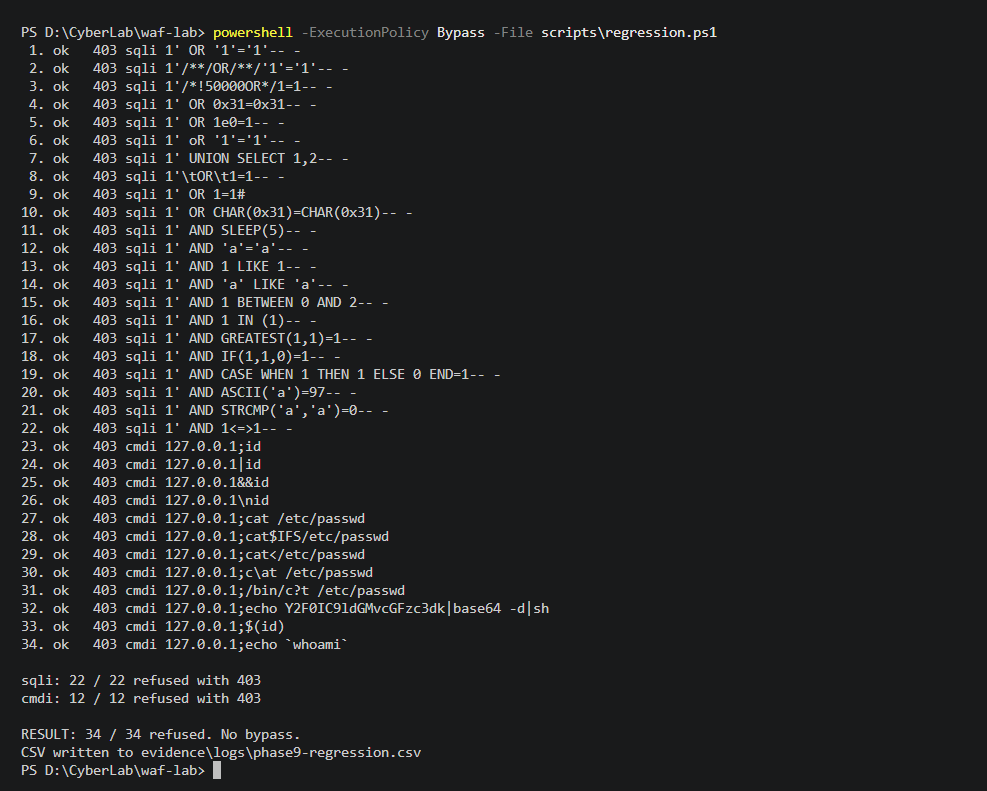 PS D:\CyberLab\waf-lab> powershell -ExecutionPolicy Bypass -File scripts\regression.ps1
 1. ok   403 sqli 1' OR '1'='1'-- -
 2. ok   403 sqli 1'/**/OR/**/'1'='1'-- -
 3. ok   403 sqli 1'/*!50000OR*/1=1-- -
 4. ok   403 sqli 1' OR 0x31=0x31-- -
 5. ok   403 sqli 1' OR 1e0=1-- -
 6. ok   403 sqli 1' oR '1'='1'-- -
 7. ok   403 sqli 1' UNION SELECT 1,2-- -
 8. ok   403 sqli 1'\tOR\t1=1-- -
 9. ok   403 sqli 1' OR 1=1#
10. ok   403 sqli 1' OR CHAR(0x31)=CHAR(0x31)-- -
11. ok   403 sqli 1' AND SLEEP(5)-- -
12. ok   403 sqli 1' AND 'a'='a'-- -
13. ok   403 sqli 1' AND 1 LIKE 1-- -
14. ok   403 sqli 1' AND 'a' LIKE 'a'-- -
15. ok   403 sqli 1' AND 1 BETWEEN 0 AND 2-- -
16. ok   403 sqli 1' AND 1 IN (1)-- -
17. ok   403 sqli 1' AND GREATEST(1,1)=1-- -
18. ok   403 sqli 1' AND IF(1,1,0)=1-- -
19. ok   403 sqli 1' AND CASE WHEN 1 THEN 1 ELSE 0 END=1-- -
20. ok   403 sqli 1' AND ASCII('a')=97-- -
21. ok   403 sqli 1' AND STRCMP('a','a')=0-- -
22. ok   403 sqli 1' AND 1<=>1-- -
23. ok   403 cmdi 127.0.0.1;id
24. ok   403 cmdi 127.0.0.1|id
25. ok   403 cmdi 127.0.0.1&&id
26. ok   403 cmdi 127.0.0.1\nid
27. ok   403 cmdi 127.0.0.1;cat /etc/passwd
28. ok   403 cmdi 127.0.0.1;cat$IFS/etc/passwd
29. ok   403 cmdi 127.0.0.1;cat</etc/passwd
30. ok   403 cmdi 127.0.0.1;c\at /etc/passwd
31. ok   403 cmdi 127.0.0.1;/bin/c?t /etc/passwd
32. ok   403 cmdi 127.0.0.1;echo Y2F0IC9ldGMvcGFzc3dk|base64 -d|sh
33. ok   403 cmdi 127.0.0.1;$(id)
34. ok   403 cmdi 127.0.0.1;echo `whoami`
sqli: 22 / 22 refused with 403
cmdi: 12 / 12 refused with 403
RESULT: 34 / 34 refused. No bypass.
CSV written to evidence\logs\phase9-regression.csv
PS D:\CyberLab\waf-lab>